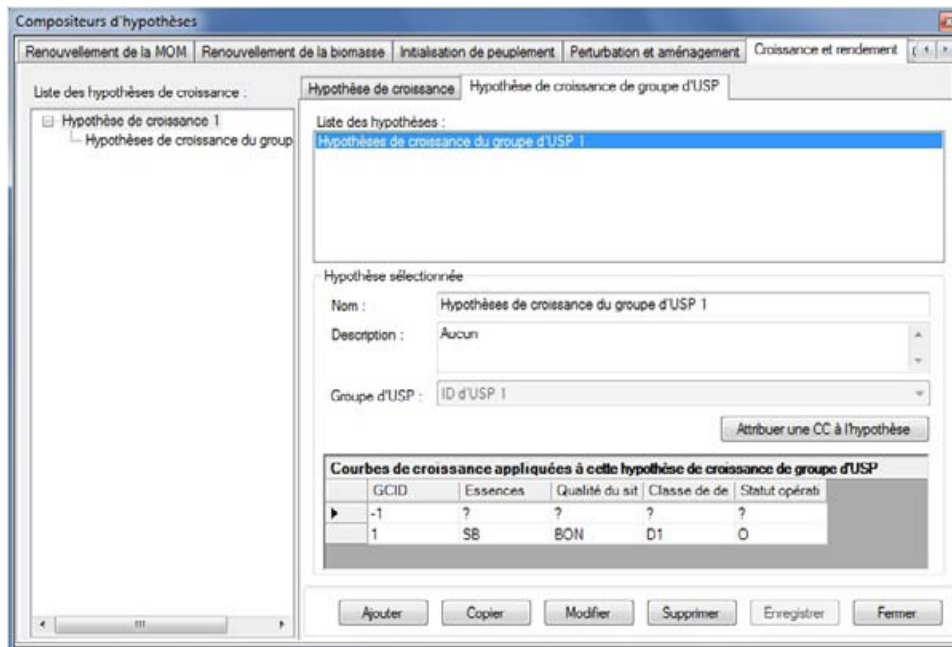 Compositeurs d'hypothèses
Renouvellement de la MOM Renouvellement de la biomasse Initialisation de peuplement Perturbation et aménagement Croissance et rendement
Liste des hypothèses de croissance :
Hypothèse de croissance 1
Hypothèses de croissance du group
Hypothèse de croissance Hypothèse de croissance de groupe d'USP
Liste des hypothèses :
Hypothèses de croissance du groupe d'USP 1
Hypothèse sélectionnée
Nom : Hypothèses de croissance du groupe d'USP 1
Description : Aucun
Groupe d'USP : ID d'USP 1
Attribuer une CC à l'hypothèse
Courbes de croissance appliquées à cette hypothèse de croissance de groupe d'USP
GCID Essences Qualité du sit Classe de de Statut opérati
-1 ? ? ? ?
1 SB BON D1 O
Ajouter Copier Modifier Supprimer Enregistrer Fermer